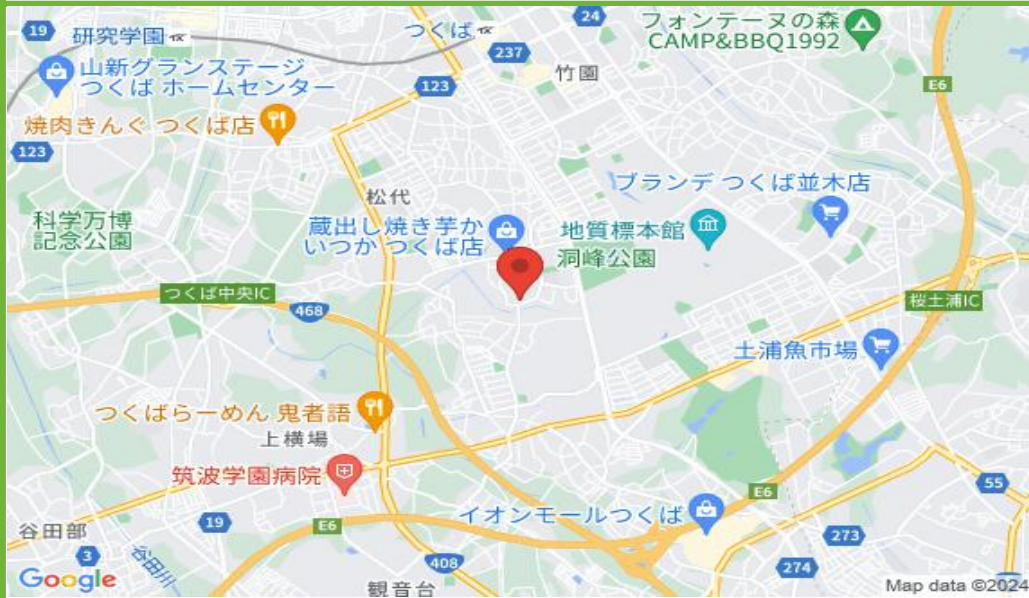 19
研究学園
つくば
24
フォンテーヌの森
CAMP&BBQ1992
山新グランステージ
つくば ホームセンター
237
竹園
123
E6
焼肉きんぐ つくば店
123
松代
ブランデ つくば並木店
科学万博
記念公園
蔵出し焼き芋か
いつか つくば店
地質標本館
洞峰公園
つくば中央IC
468
桜土浦IC
土浦魚市場
つくばらーめん 鬼者語
上横場
筑波学園病院
55
E6
イオンモールつくば
谷田部
19
E6
273
3
谷田川
408
274
Google
観音台
Map data ©2024